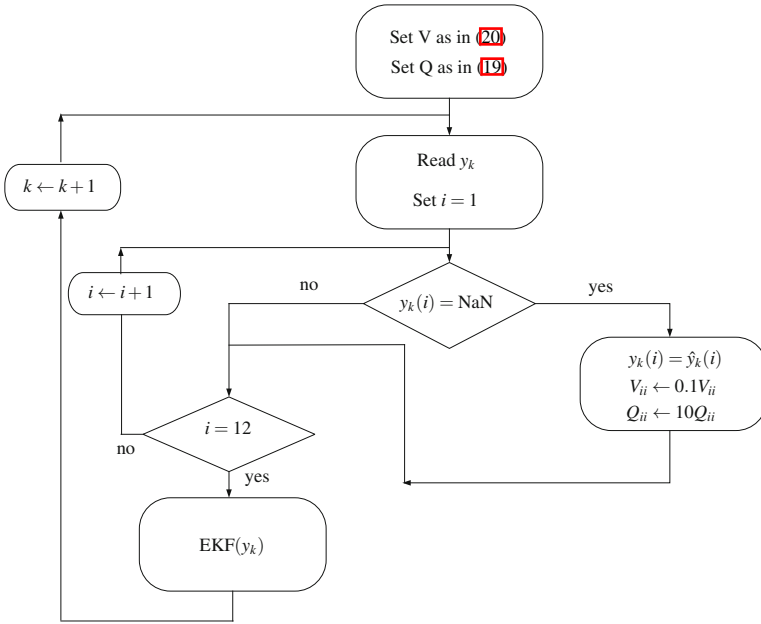 Set V as in (20)
Set Q as in (19)
k ← k + 1
Read yₖ
Set i = 1
i ← i + 1
no
yₖ(i) = NaN
yes
yₖ(i) = ŷₖ(i)
Vᵢᵢ ← 0.1Vᵢᵢ
Qᵢᵢ ← 10Qᵢᵢ
i = 12
no
yes
EKF(yₖ)